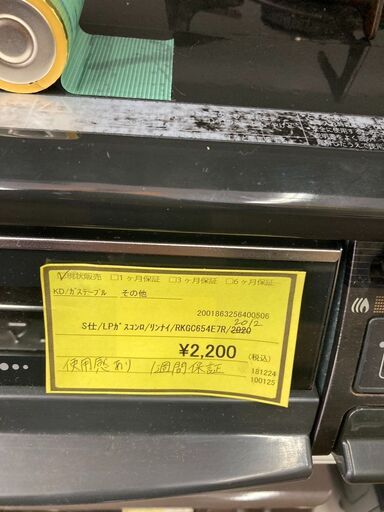 ☑現状販売 □1ヶ月保証 □3ヶ月保証 □6ヶ月保証
KD/ガステーブル その他
2001863256400506
2012
S仕/LPガスコンロ/リンナイ/RKGC654E7R/2020
¥2,200 (税込)
使用感あり 1週間保証
181224
100125